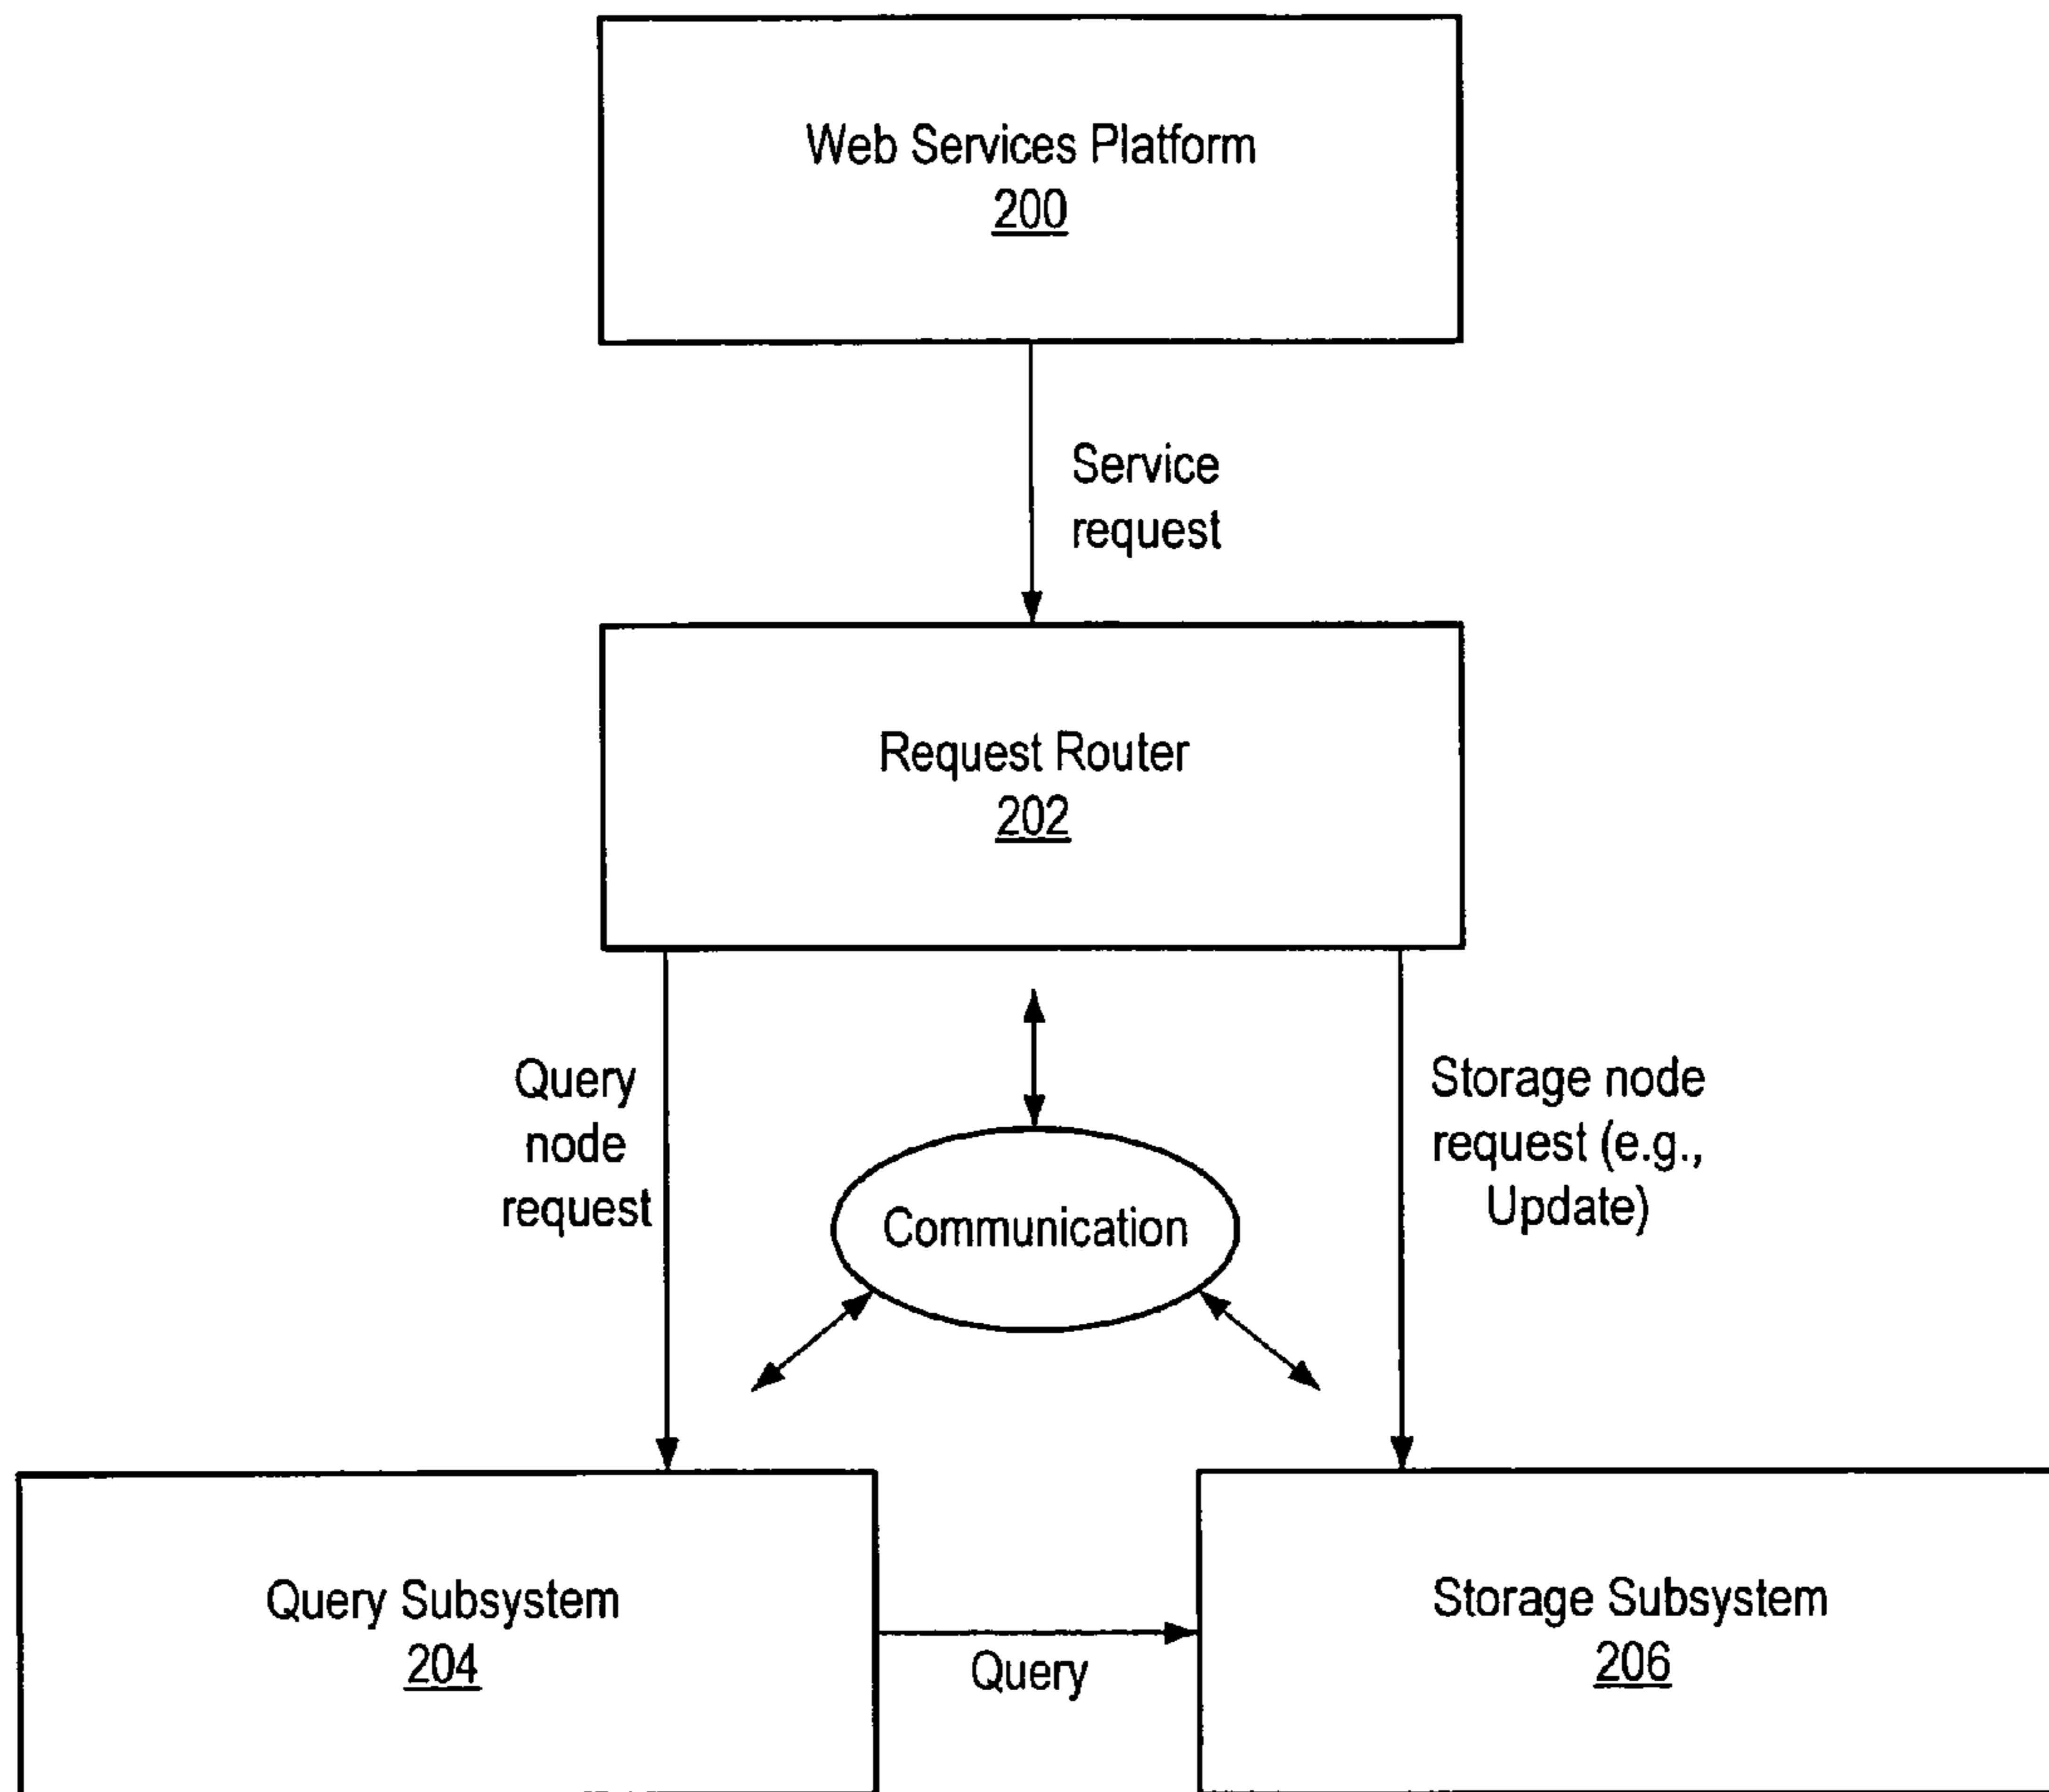 Web Services Platform
200
Service
request
Request Router
202
Query
node
request
Storage node
request (e.g.,
Update)
Communication
Query Subsystem
204
Query
Storage Subsystem
206